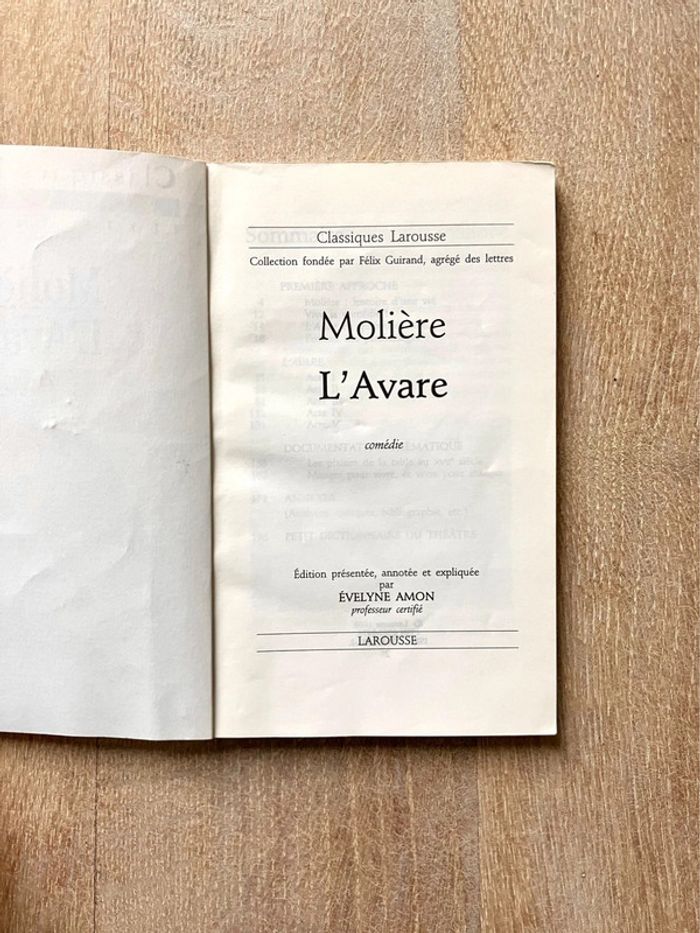 Classiques Larousse
Collection fondée par Félix Guirand, agrégé des lettres
Molière
L'Avare
comédie
Édition présentée, annotée et expliquée
par
ÉVELYNE AMON
professeur certifié
LAROUSSE